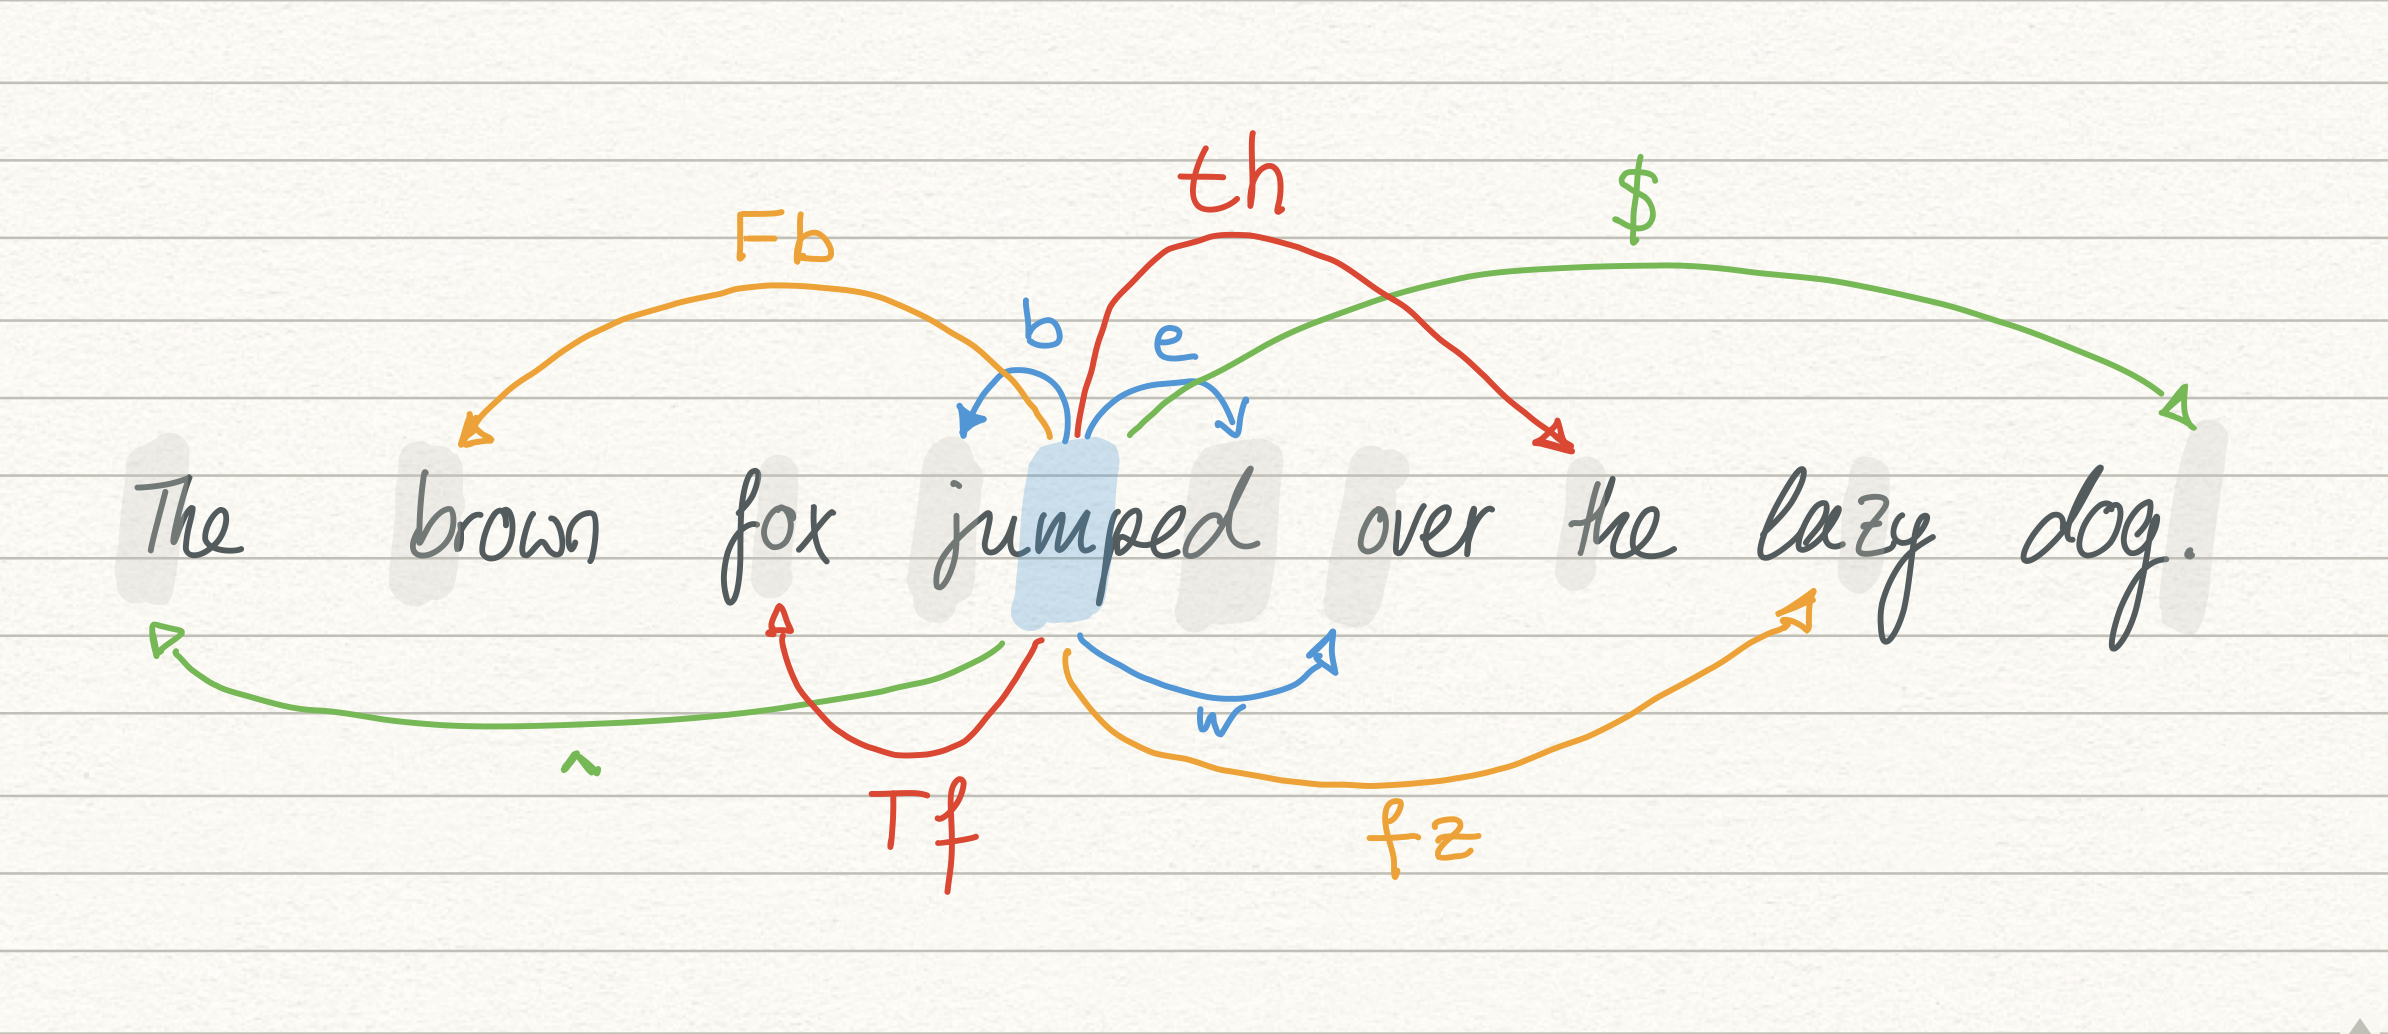 th
$
Fb
b
e
The brown fox jumped over the lazy dog.
w
^
Tf
fz